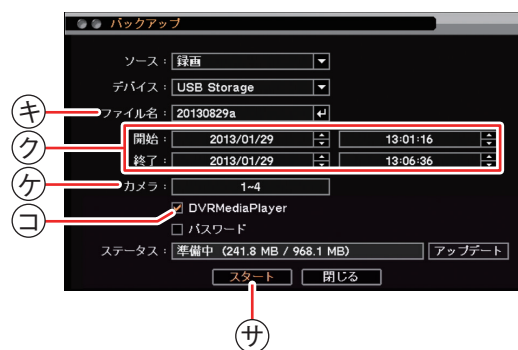 バックアップ
ソース : 録画
デバイス : USB Storage
㋖ ファイル名 : 20130829a
㋗ 開始 : 2013/01/29 13:01:16
終了 : 2013/01/29 13:06:36
㋘ カメラ : 1~4
㋙ DVRMediaPlayer
パスワード
ステータス : 準備中 (241.8 MB / 968.1 MB) アップデート
スタート 閉じる
㋚